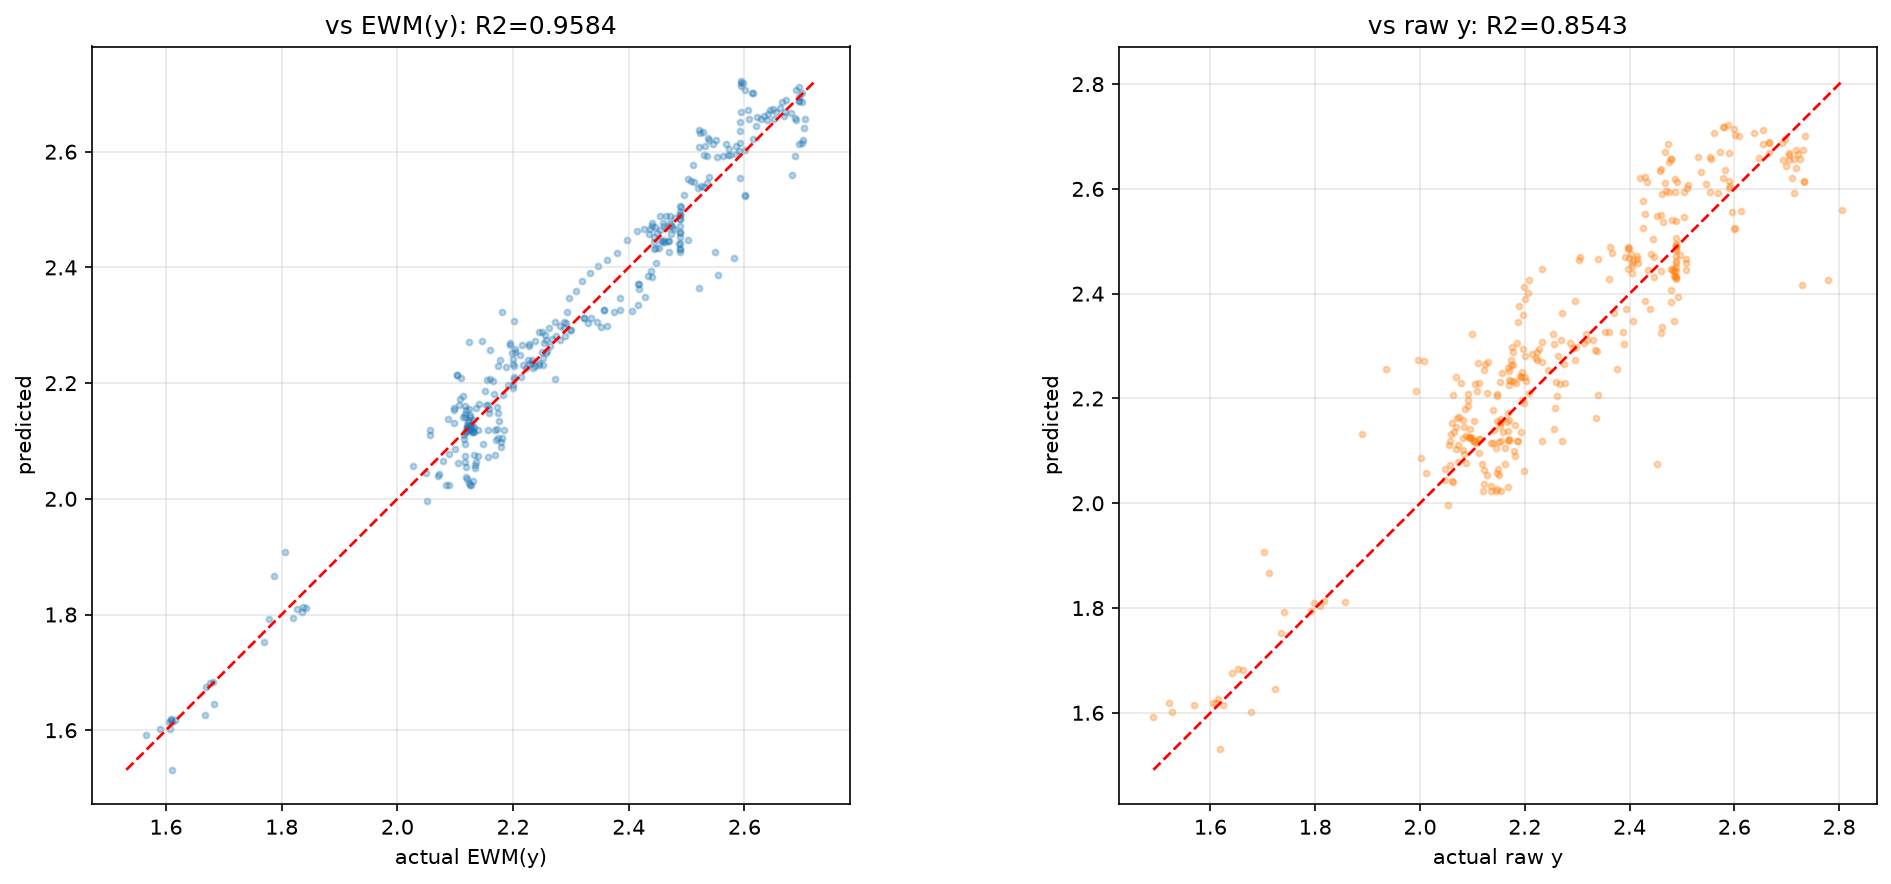 vs EWM(y): R2=0.9584
predicted
2.6
2.4
2.2
2.0
1.8
1.6
1.6 1.8 2.0 2.2 2.4 2.6
actual EWM(y)
vs raw y: R2=0.8543
predicted
2.8
2.6
2.4
2.2
2.0
1.8
1.6
1.6 1.8 2.0 2.2 2.4 2.6 2.8
actual raw y